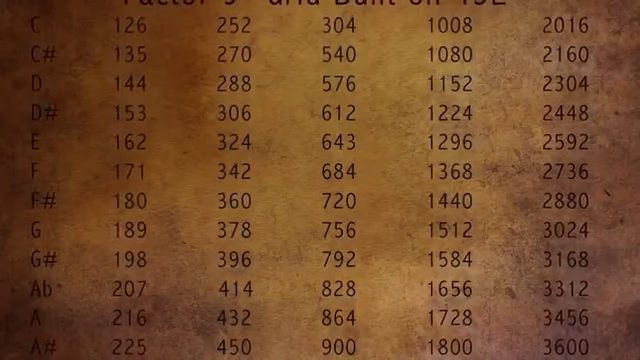 C 126 252 304 1008 2016
C# 135 270 540 1080 2160
D 144 288 576 1152 2304
D# 153 306 612 1224 2448
E 162 324 643 1296 2592
F 171 342 684 1368 2736
F# 180 360 720 1440 2880
G 189 378 756 1512 3024
G# 198 396 792 1584 3168
Ab 207 414 828 1656 3312
A 216 432 864 1728 3456
A# 225 450 900 1800 3600